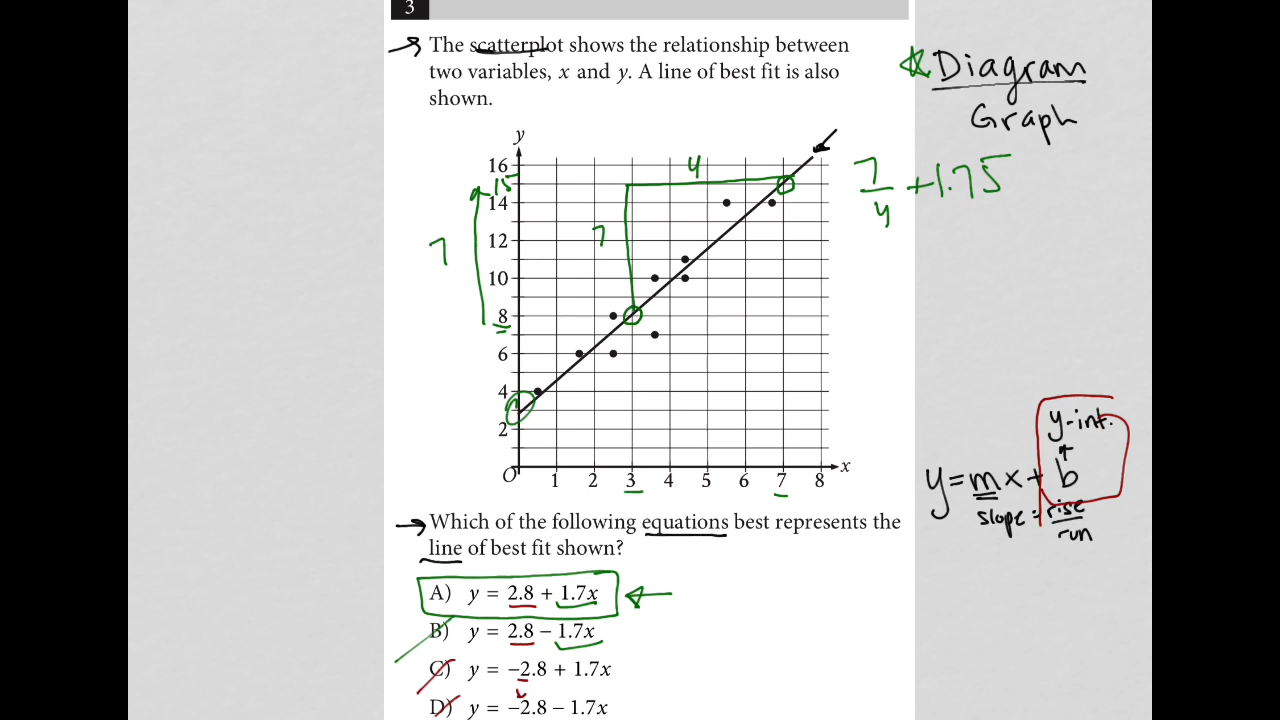 3
The scatterplot shows the relationship between
two variables, x and y. A line of best fit is also
shown.
Diagram
Graph
y
16
15
14
12
10
8
6
4
2
O
1 2 3 4 5 6 7 8 x
4
7
7
7/4 +1.75
y-int.
y=mx+b
slope = rise/run
Which of the following equations best represents the
line of best fit shown?
A) y = 2.8 + 1.7x
B) y = 2.8 − 1.7x
C) y = −2.8 + 1.7x
D) y = −2.8 − 1.7x